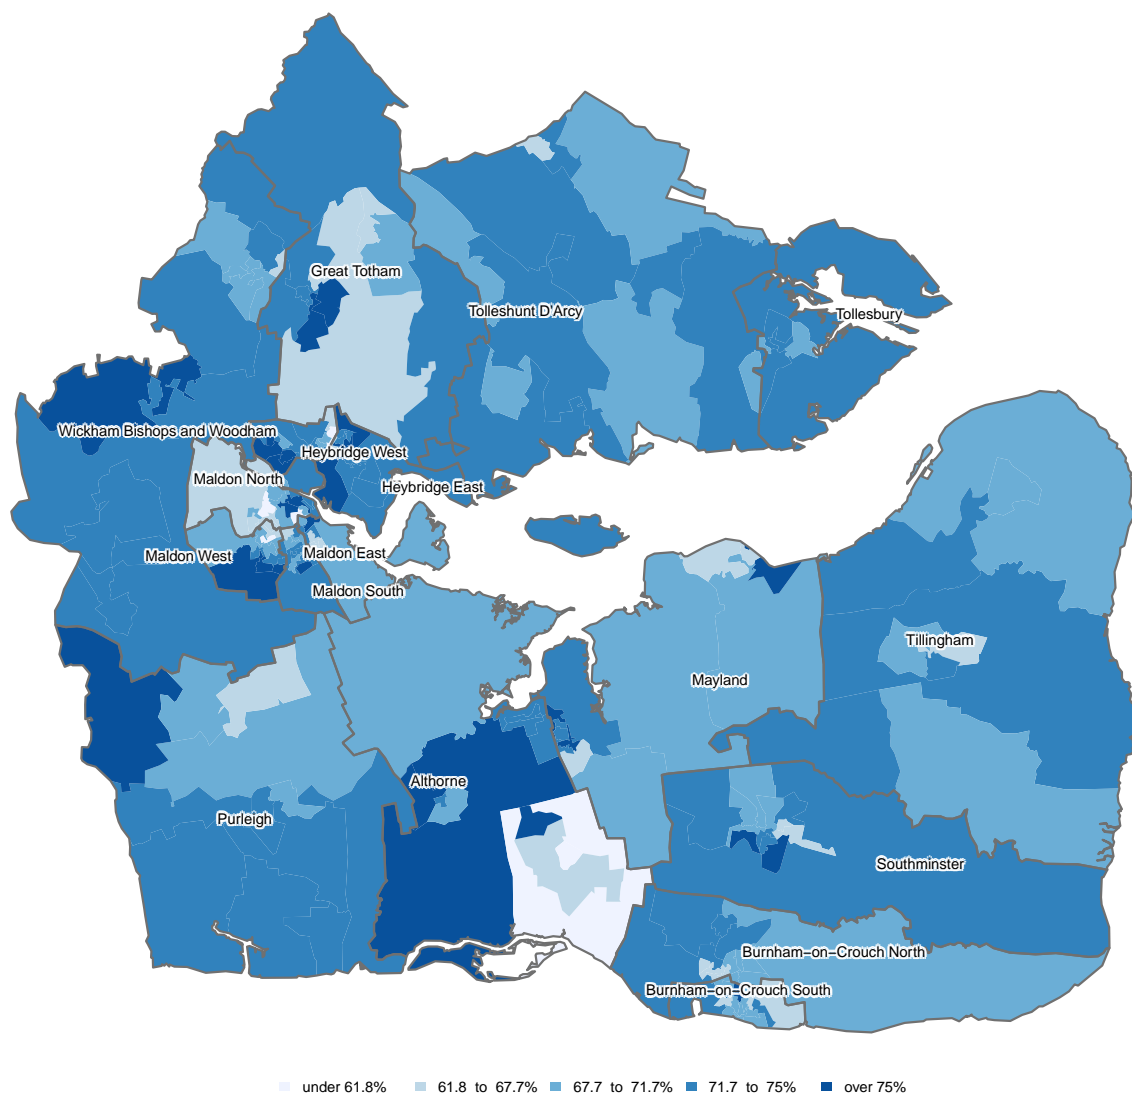 Great Totham
Tolleshunt D'Arcy
Tollesbury
Wickham Bishops and Woodham
Heybridge West
Maldon North
Heybridge East
Maldon West
Maldon East
Maldon South
Tillingham
Mayland
Althorne
Purleigh
Southminster
Burnham−on−Crouch North
Burnham−on−Crouch South
under 61.8% 61.8 to 67.7% 67.7 to 71.7% 71.7 to 75% over 75%